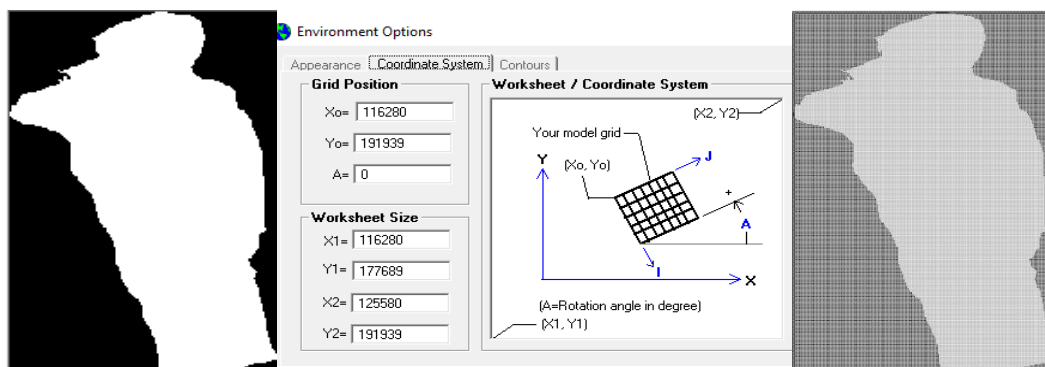 Environment Options
Appearance Coordinate System Contours
Grid Position
Xo= 116280
Yo= 191939
A= 0
Worksheet Size
X1= 116280
Y1= 177689
X2= 125580
Y2= 191939
Worksheet / Coordinate System
(X2, Y2)
Your model grid
(Xo, Yo)
Y
J
+
A
I
X
(A=Rotation angle in degree)
(X1, Y1)